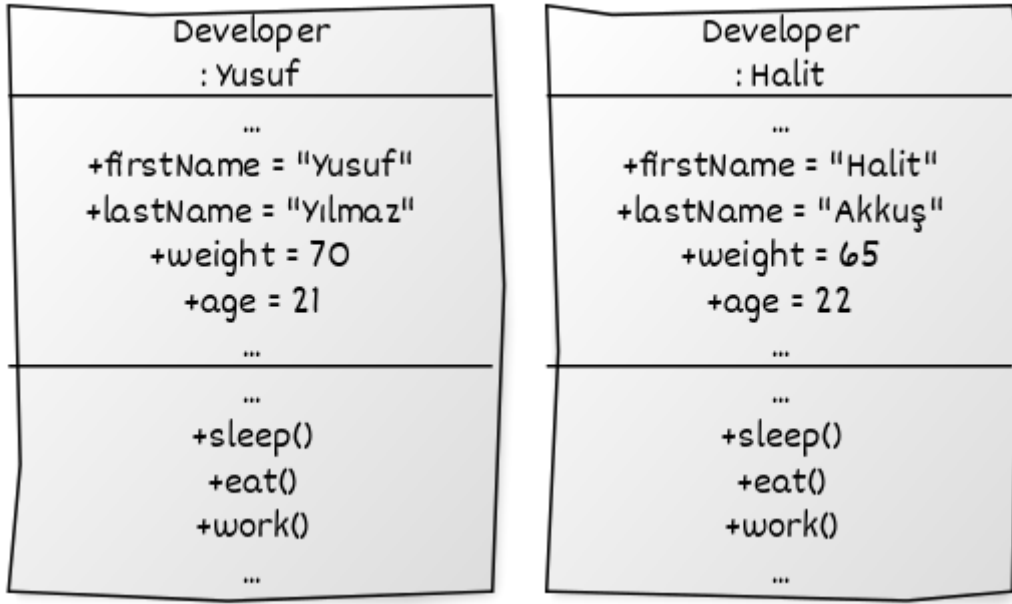 Developer
: Yusuf
...
+firstName = "Yusuf"
+lastName = "Yılmaz"
+weight = 70
+age = 21
...
...
+sleep()
+eat()
+work()
...
Developer
: Halit
...
+firstName = "Halit"
+lastName = "Akkuş"
+weight = 65
+age = 22
...
...
+sleep()
+eat()
+work()
...